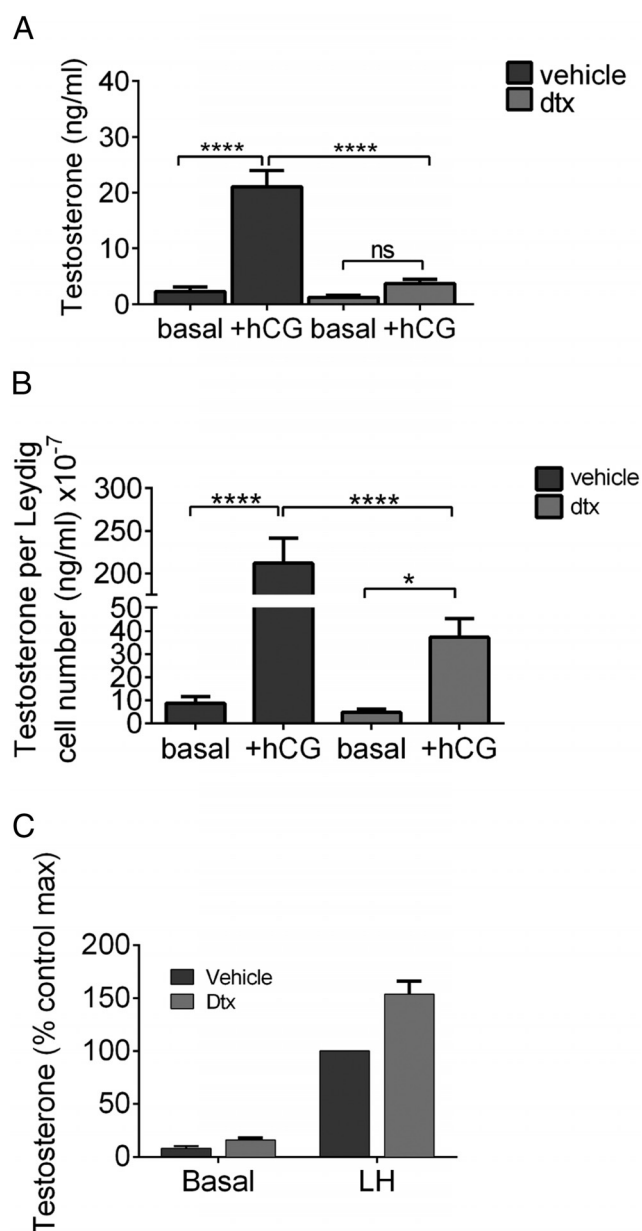 A
Testosterone (ng/ml)
40
30
20
10
0
vehicle
dtx
****
****
ns
basal +hCG basal +hCG
B
Testosterone per Leydig
cell number (ng/ml) x10-7
300
250
200
50
40
30
20
10
0
vehicle
dtx
****
****
*
basal +hCG basal +hCG
C
Testosterone (% control max)
200
150
100
50
0
Vehicle
Dtx
Basal LH